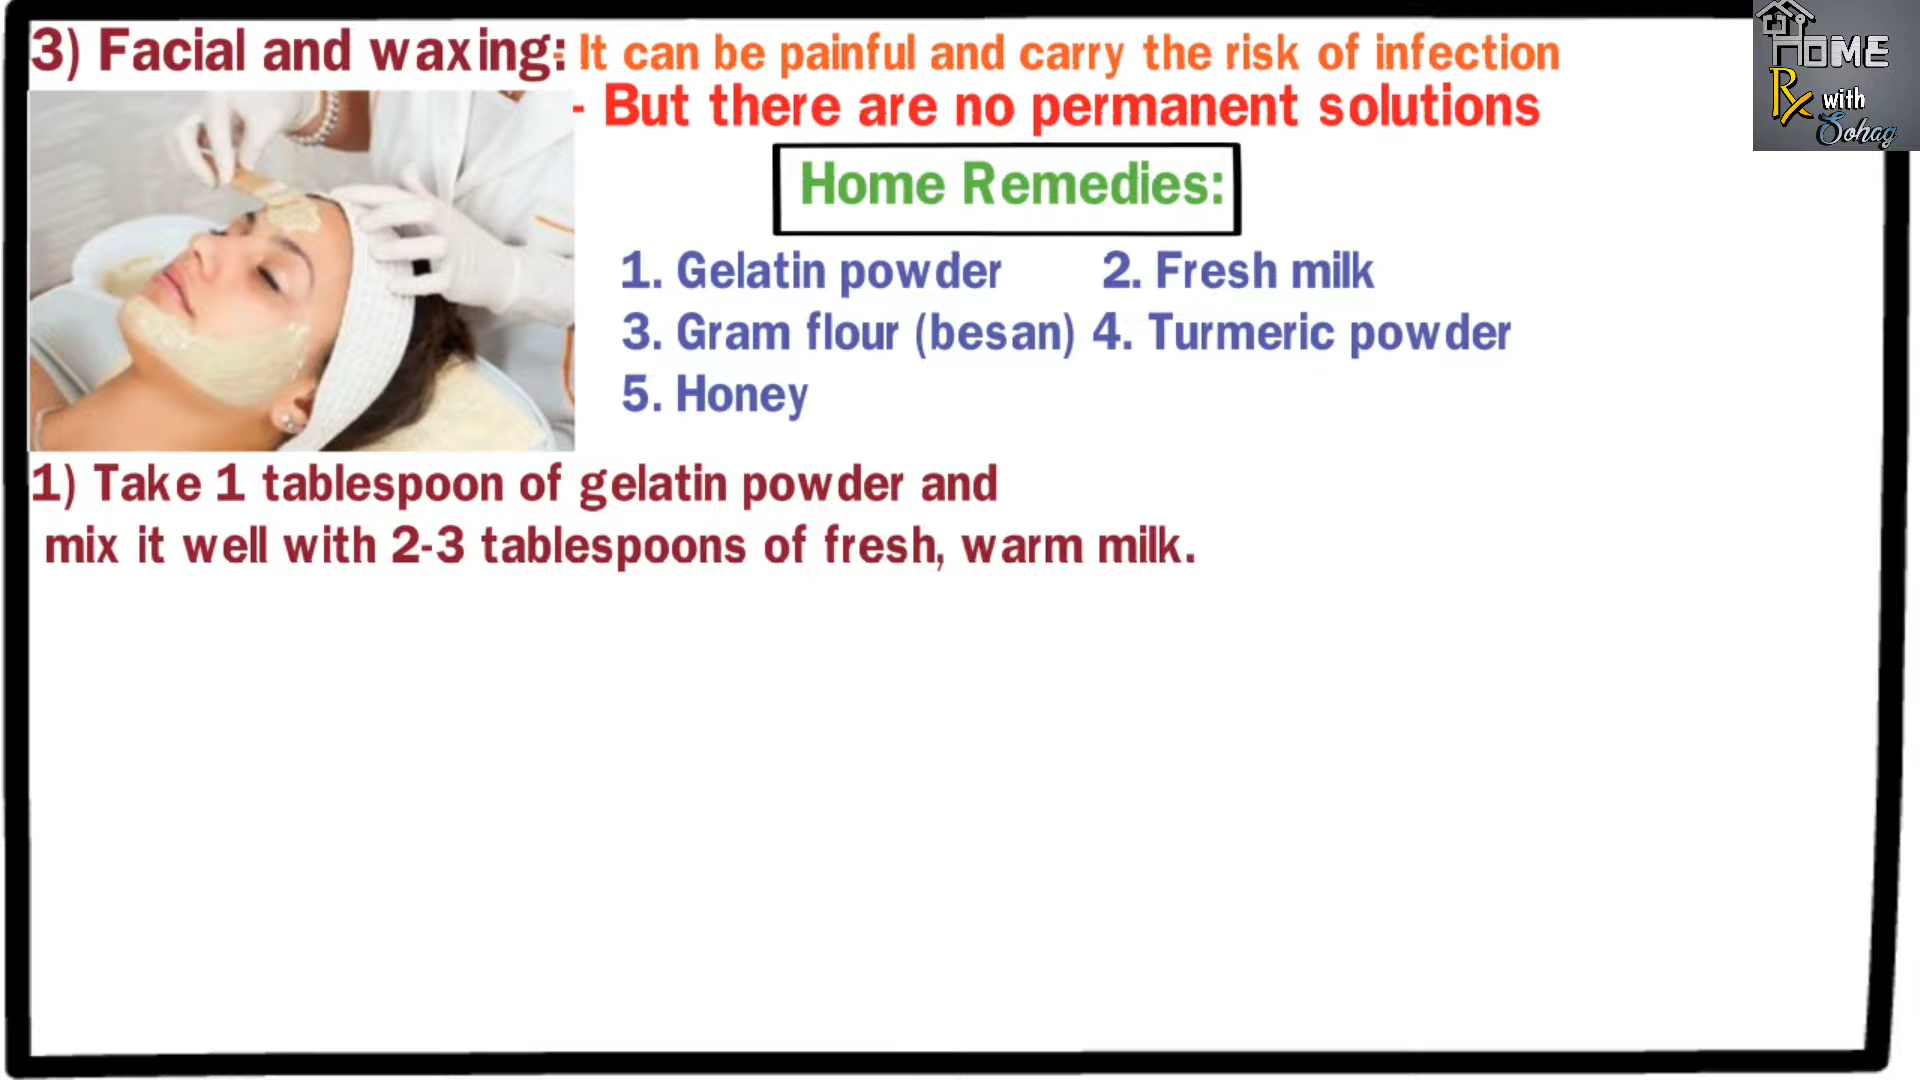 3) Facial and waxing:
- It can be painful and carry the risk of infection
- But there are no permanent solutions
Home Remedies:
1. Gelatin powder 2. Fresh milk
3. Gram flour (besan) 4. Turmeric powder
5. Honey
1) Take 1 tablespoon of gelatin powder and
mix it well with 2-3 tablespoons of fresh, warm milk.
HOME
Rx with
Sohag